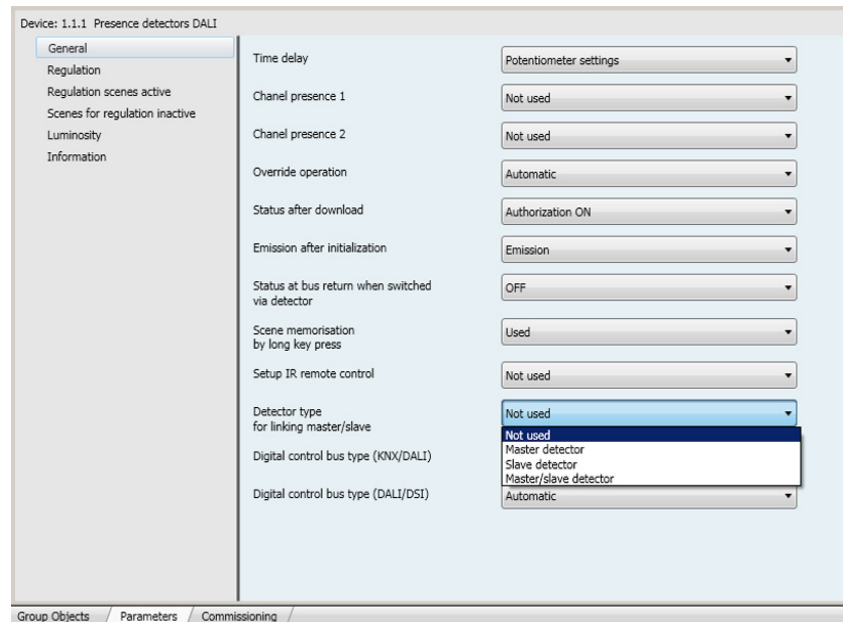 Device: 1.1.1 Presence detectors DALI
General
Regulation
Regulation scenes active
Scenes for regulation inactive
Luminosity
Information
Time delay
Potentiometer settings
Chanel presence 1
Not used
Chanel presence 2
Not used
Override operation
Automatic
Status after download
Authorization ON
Emission after initialization
Emission
Status at bus return when switched
via detector
OFF
Scene memorisation
by long key press
Used
Setup IR remote control
Not used
Detector type
for linking master/slave
Not used
Not used
Master detector
Slave detector
Master/slave detector
Digital control bus type (KNX/DALI)
Digital control bus type (DALI/DSI)
Automatic
Group Objects
Parameters
Commissioning